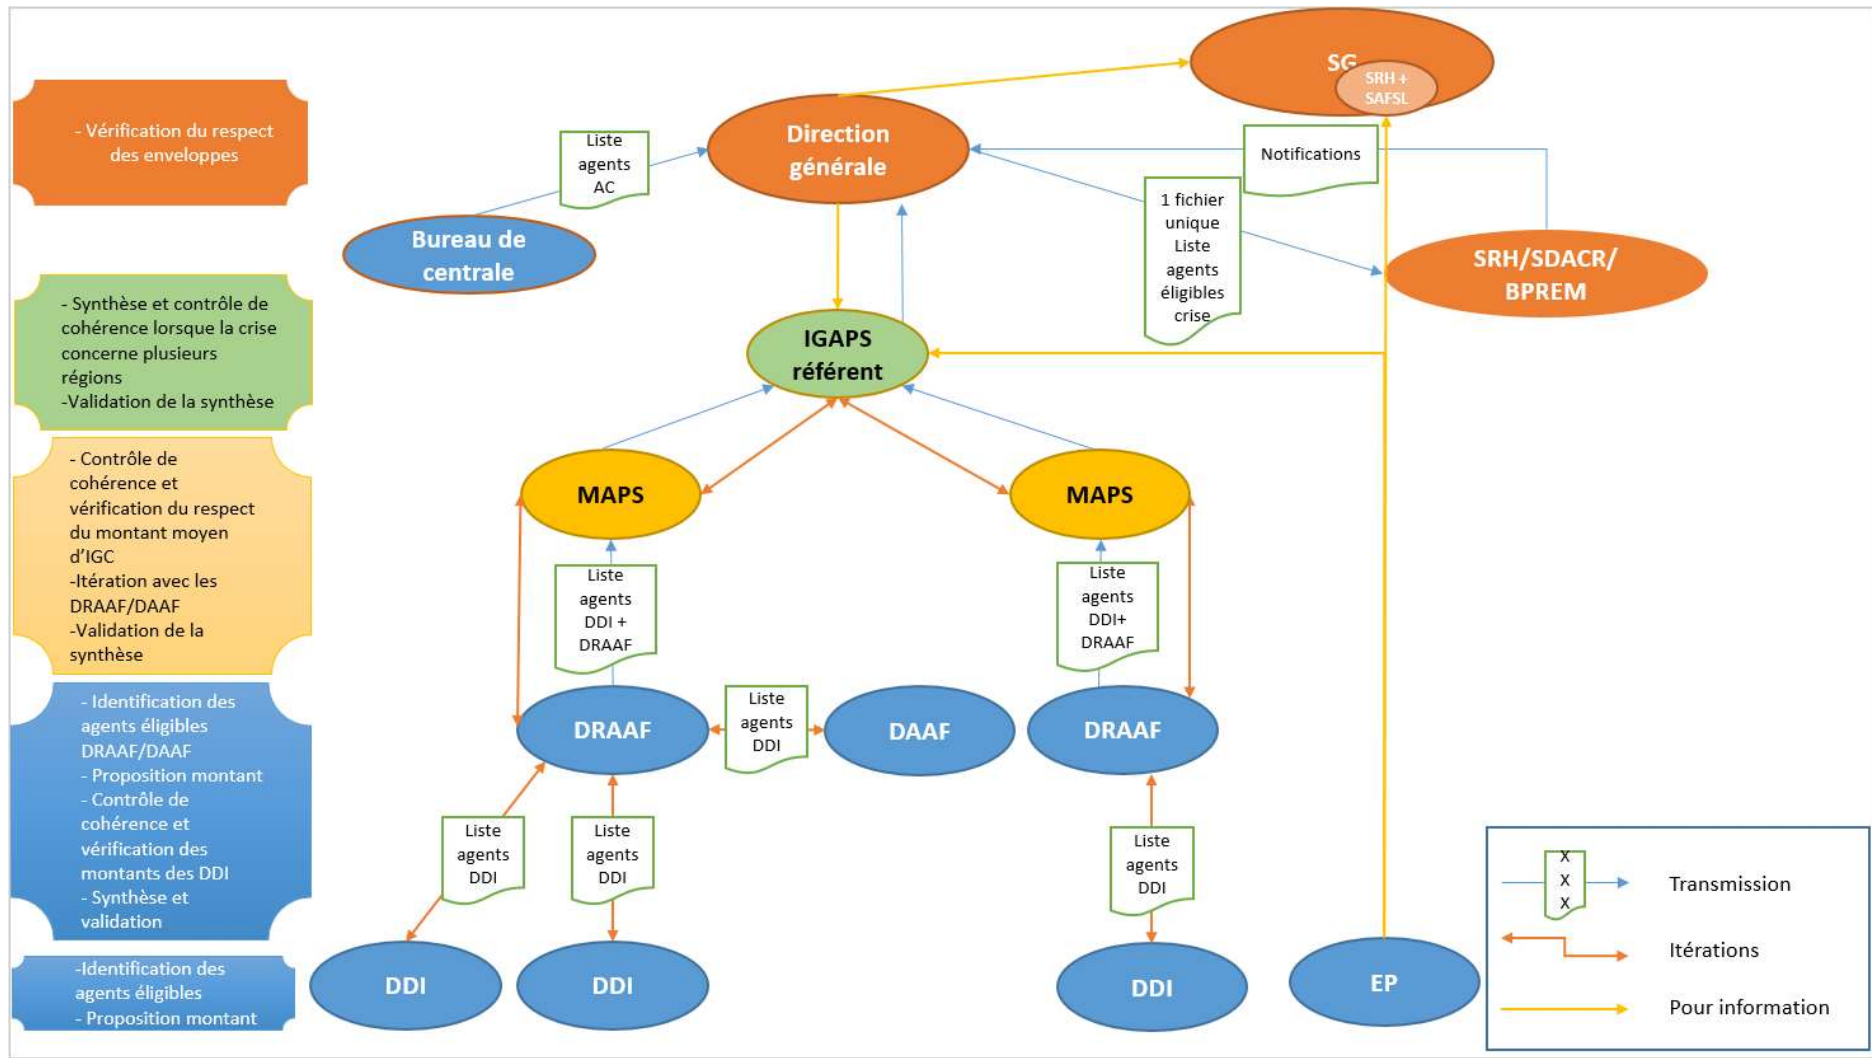 SG
SRH +
SAFSL
- Vérification du respect
des enveloppes
Direction
générale
Liste
agents
AC
Notifications
1 fichier
unique
Liste
agents
éligibles
crise
Bureau de
centrale
SRH/SDACR/
BPREM
- Synthèse et contrôle de
cohérence lorsque la crise
concerne plusieurs
régions
-Validation de la synthèse
IGAPS
référent
- Contrôle de
cohérence et
vérification du respect
du montant moyen
d'IGC
-Itération avec les
DRAAF/DAAF
-Validation de la
synthèse
MAPS
MAPS
Liste
agents
DDI +
DRAAF
Liste
agents
DDI+
DRAAF
- Identification des
agents éligibles
DRAAF/DAAF
- Proposition montant
- Contrôle de
cohérence et
vérification des
montants des DDI
- Synthèse et
validation
DRAAF
Liste
agents
DDI
DAAF
DRAAF
Liste
agents
DDI
Liste
agents
DDI
Liste
agents
DDI
-Identification des
agents éligibles
- Proposition montant
DDI
DDI
DDI
EP
X
X
X
Transmission
Itérations
Pour information